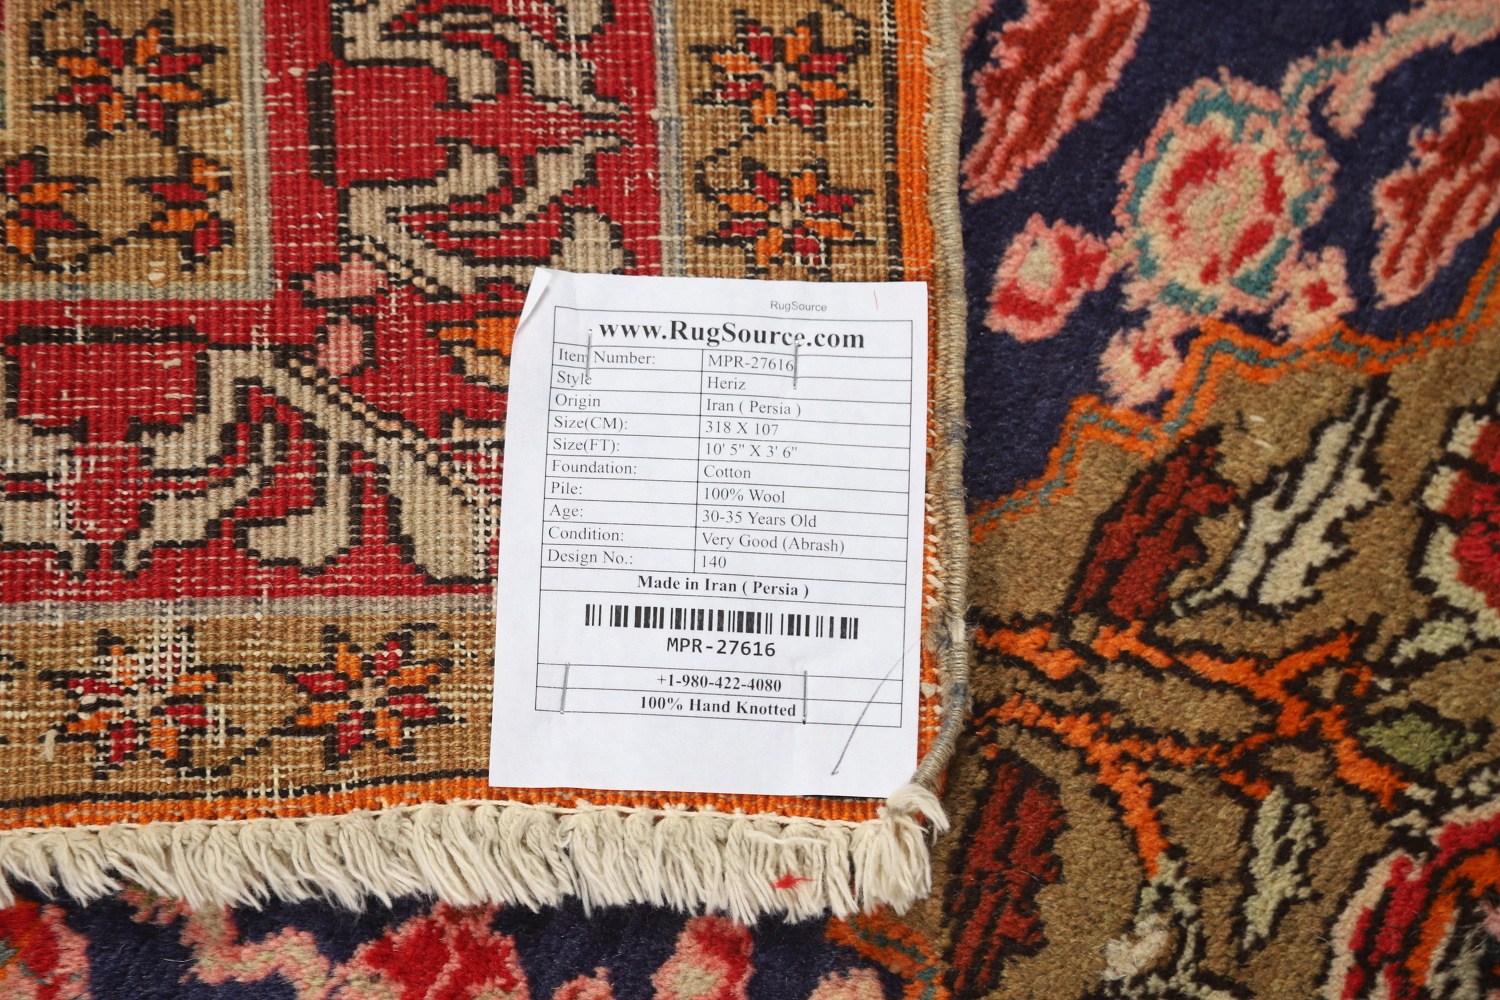 RugSource
www.RugSource.com
Item Number: MPR-27616
Style Heriz
Origin Iran ( Persia )
Size(CM): 318 X 107
Size(FT): 10' 5" X 3' 6"
Foundation: Cotton
Pile: 100% Wool
Age: 30-35 Years Old
Condition: Very Good (Abrash)
Design No.: 140
Made in Iran ( Persia )
MPR-27616
+1-980-422-4080
100% Hand Knotted